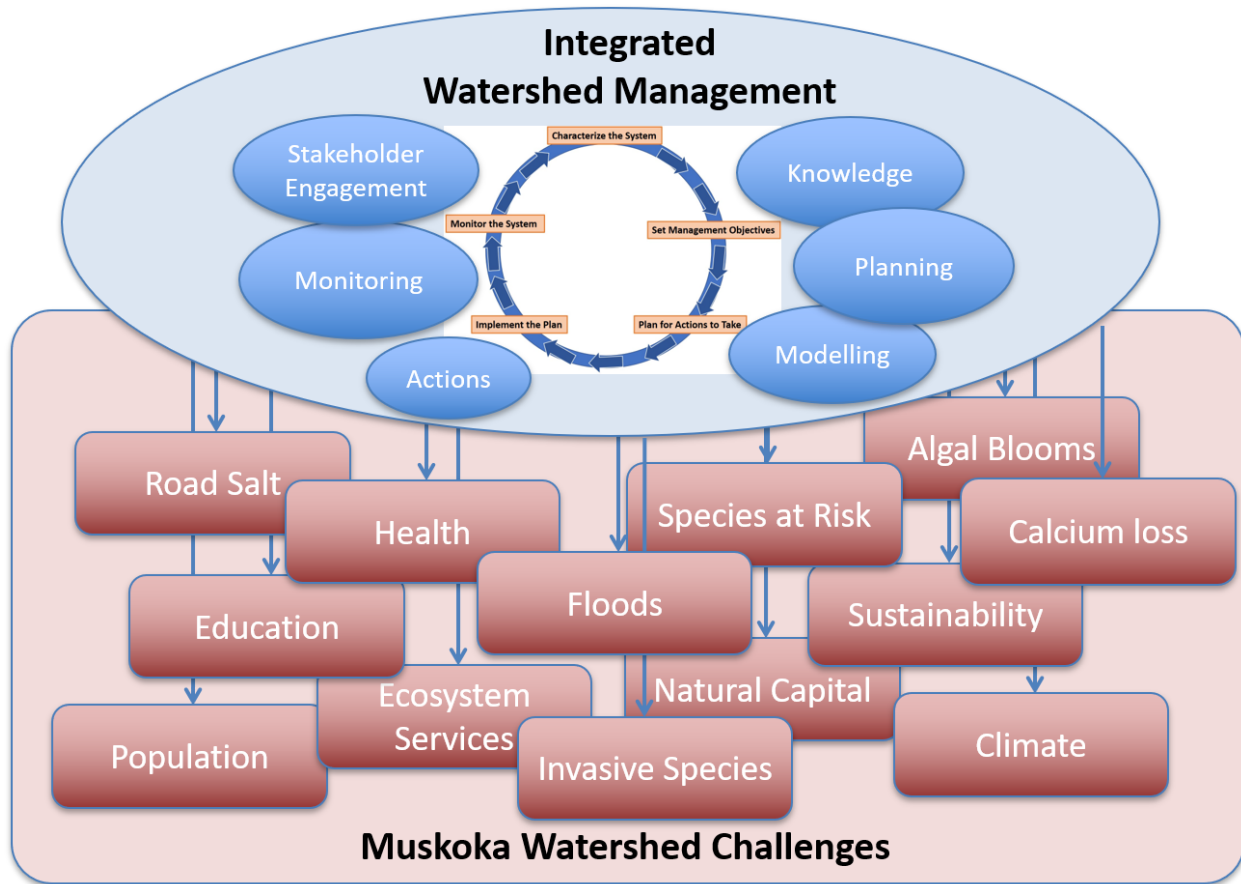 Integrated
Watershed Management
Characterize the System
Stakeholder
Engagement
Knowledge
Monitor the System
Set Management Objectives
Monitoring
Planning
Implement the Plan
Plan for Actions to Take
Modelling
Actions
Algal Blooms
Road Salt
Species at Risk
Health
Calcium loss
Floods
Sustainability
Education
Natural Capital
Ecosystem
Services
Climate
Population
Invasive Species
Muskoka Watershed Challenges